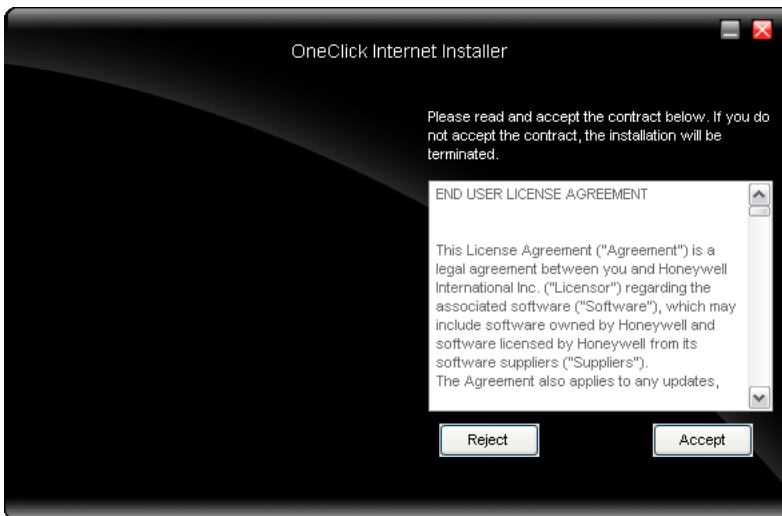 OneClick Internet Installer
Please read and accept the contract below. If you do
not accept the contract, the installation will be
terminated.
END USER LICENSE AGREEMENT
This License Agreement ("Agreement") is a
legal agreement between you and Honeywell
International Inc. ("Licensor") regarding the
associated software ("Software"), which may
include software owned by Honeywell and
software licensed by Honeywell from its
software suppliers ("Suppliers").
The Agreement also applies to any updates,
Reject
Accept